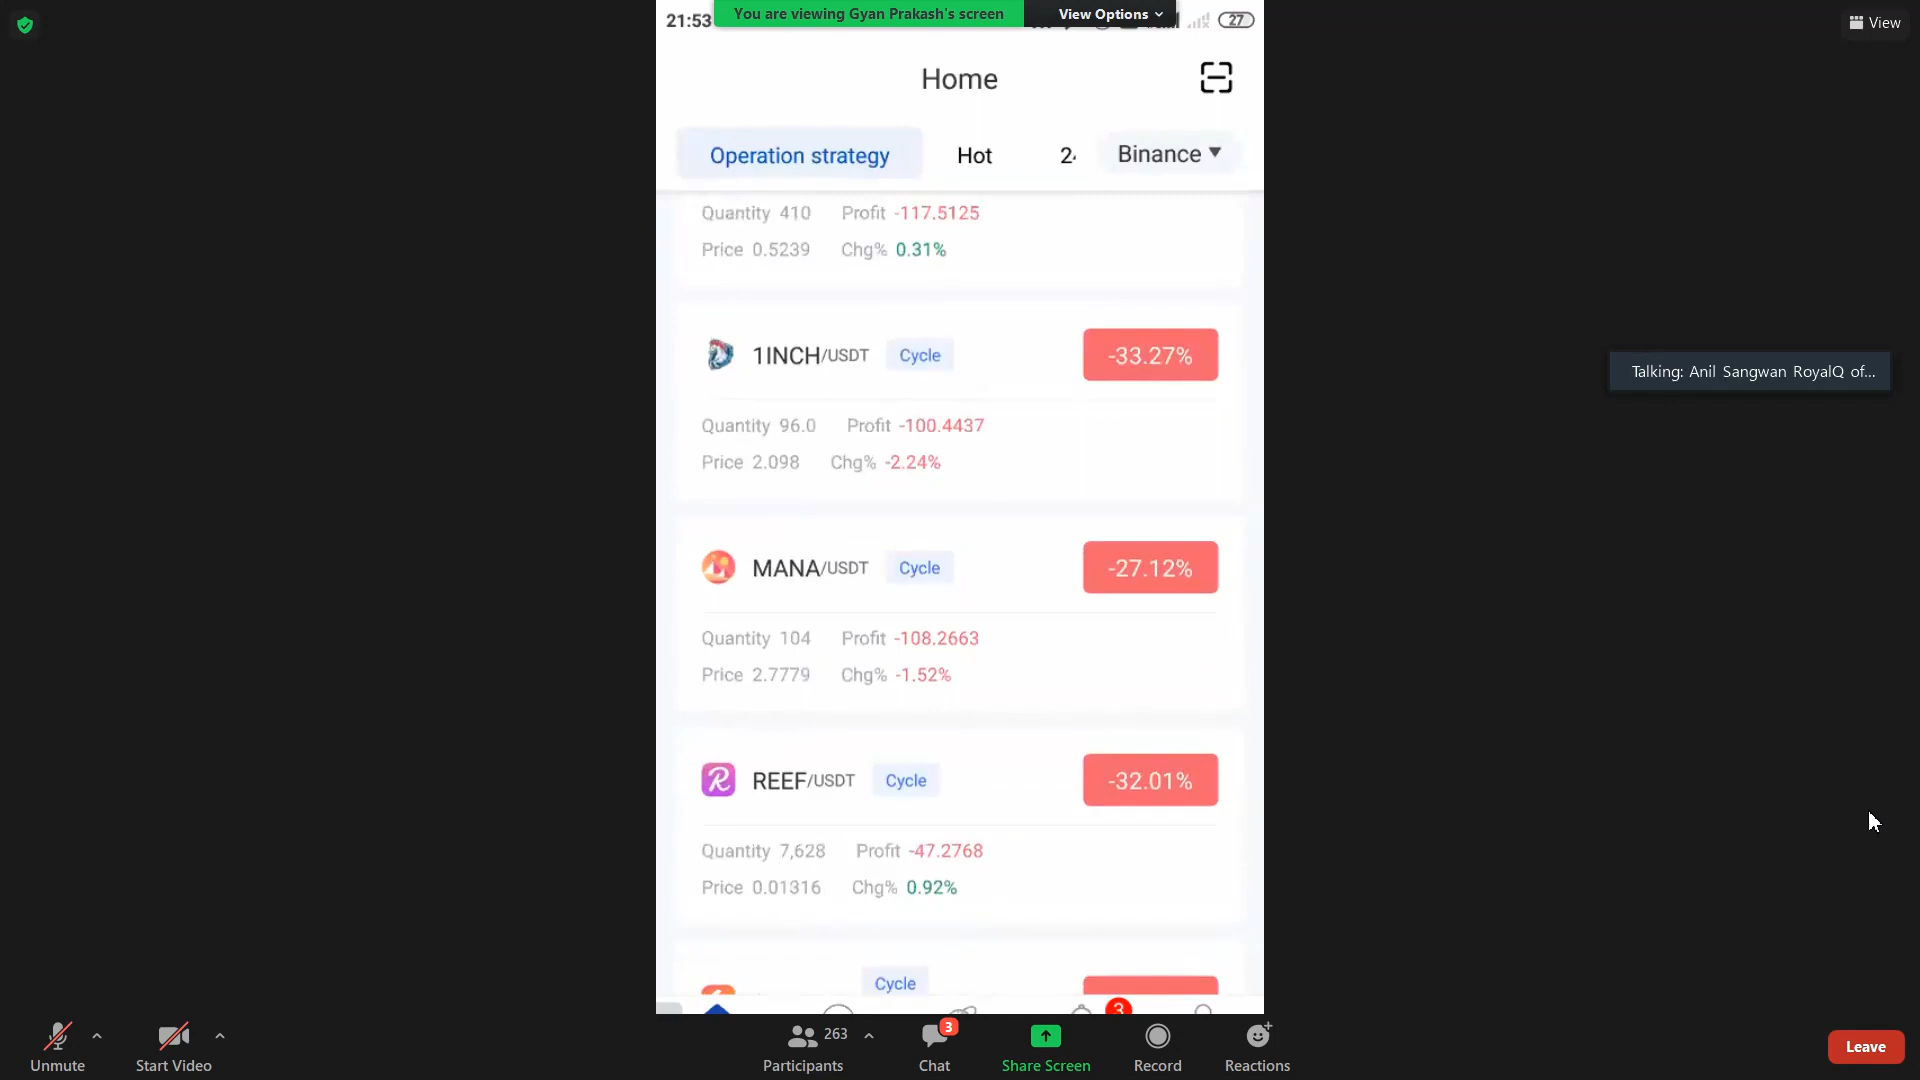 21:53
You are viewing Gyan Prakash's screen
View Options
27
View
Home
Operation strategy
Hot
Binance
Quantity 410 Profit -117.5125
Price 0.5239 Chg% 0.31%
1INCH/USDT Cycle -33.27%
Quantity 96.0 Profit -100.4437
Price 2.098 Chg% -2.24%
Talking: Anil Sangwan RoyalQ of...
MANA/USDT Cycle -27.12%
Quantity 104 Profit -108.2663
Price 2.7779 Chg% -1.52%
REEF/USDT Cycle -32.01%
Quantity 7,628 Profit -47.2768
Price 0.01316 Chg% 0.92%
Cycle
3
Unmute
Start Video
263
Participants
3
Chat
Share Screen
Record
Reactions
Leave